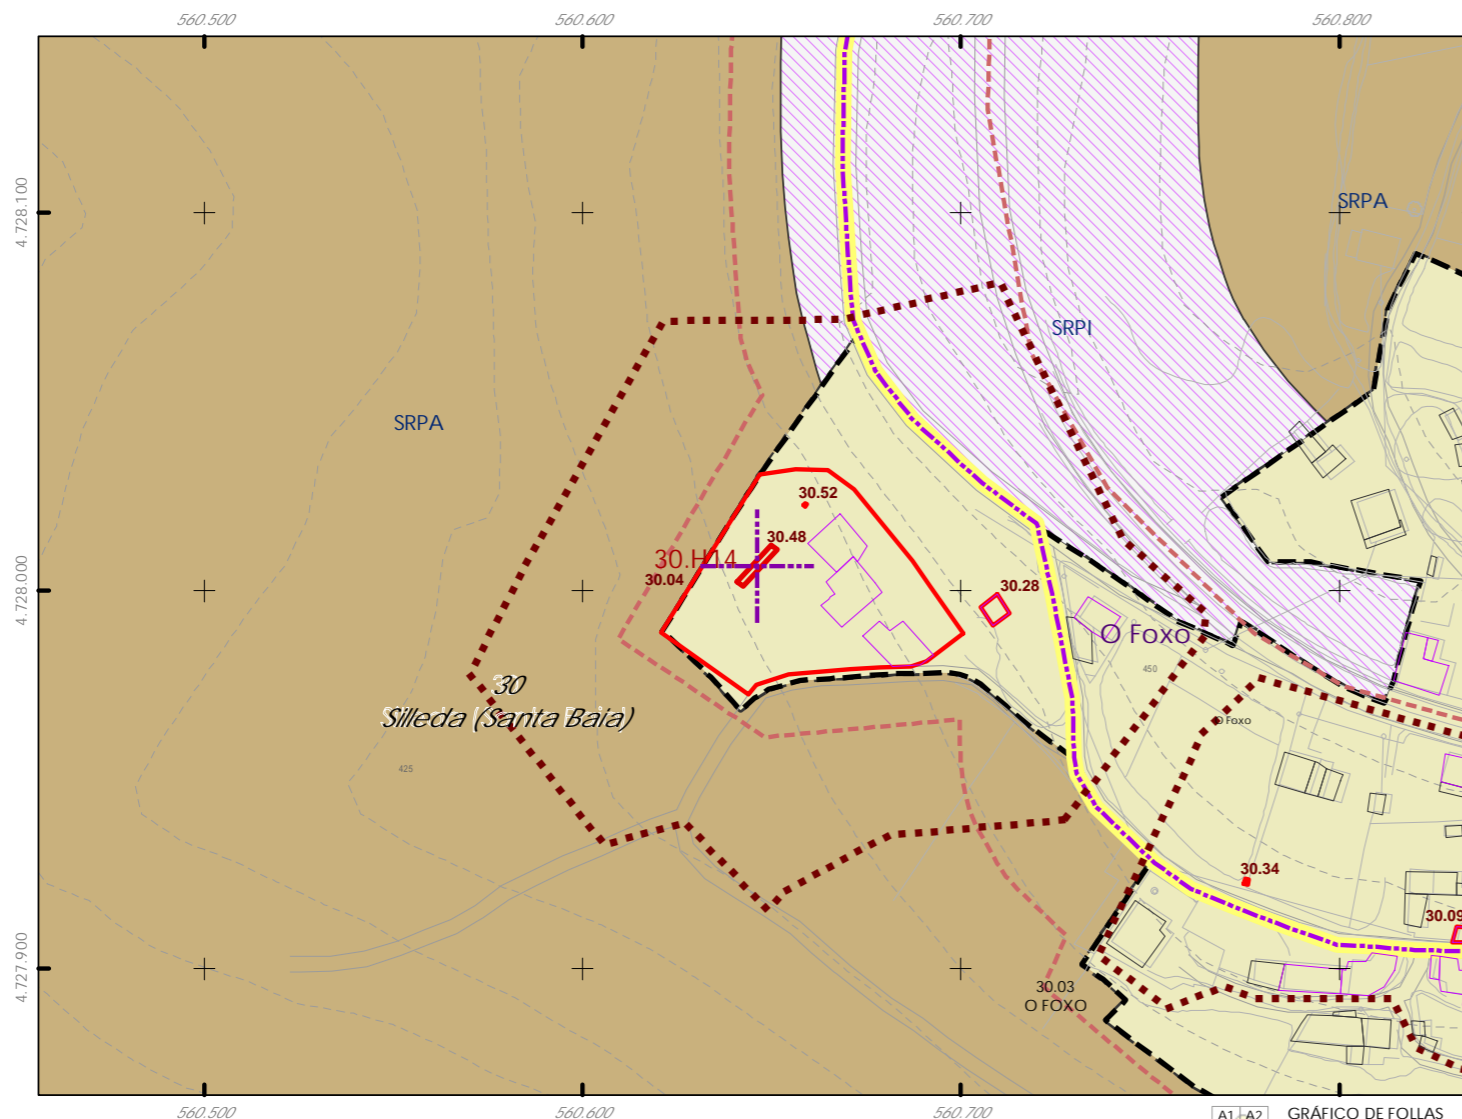 560.500 560.600 560.700 560.800
4.728.100
SRPA
SRPI
SRPA
30.52
30.48
30.H14
30.04
4.728.000
30.28
O Foxo
450
30
Silleda (Santa Baia)
O Foxo
425
30.34
30.09
4.727.900
30.03
O FOXO
560.500 560.600 560.700
A1 A2 GRÁFICO DE FOLLAS